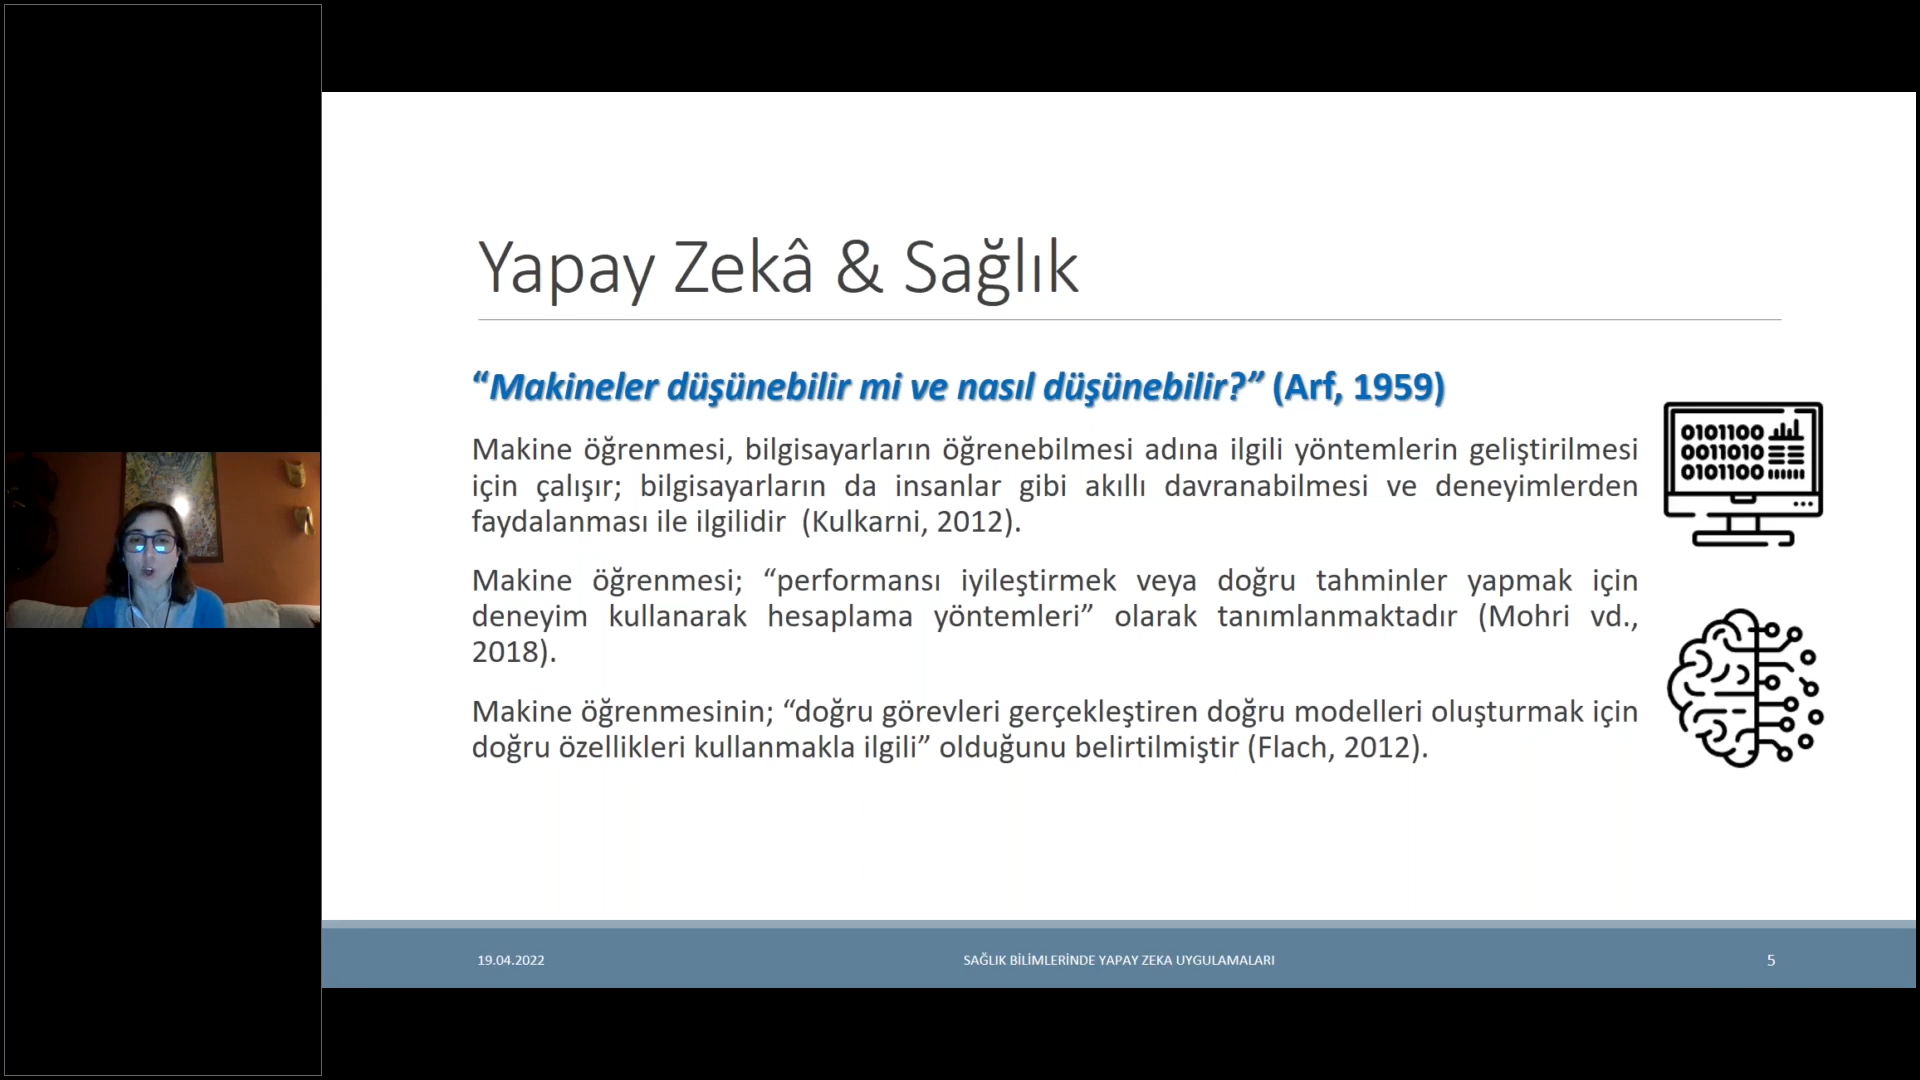 Yapay Zekâ & Sağlık
“Makineler düşünebilir mi ve nasıl düşünebilir?” (Arf, 1959)
Makine öğrenmesi, bilgisayarların öğrenebilmesi adına ilgili yöntemlerin geliştirilmesi
için çalışır; bilgisayarların da insanlar gibi akıllı davranabilmesi ve deneyimlerden
faydalanması ile ilgilidir (Kulkarni, 2012).
Makine öğrenmesi; “performansı iyileştirmek veya doğru tahminler yapmak için
deneyim kullanarak hesaplama yöntemleri” olarak tanımlanmaktadır (Mohri vd.,
2018).
Makine öğrenmesinin; “doğru görevleri gerçekleştiren doğru modelleri oluşturmak için
doğru özellikleri kullanmakla ilgili” olduğunu belirtilmiştir (Flach, 2012).
0101100
0011010
0101100
19.04.2022
SAĞLIK BİLİMLERİNDE YAPAY ZEKA UYGULAMALARI
5